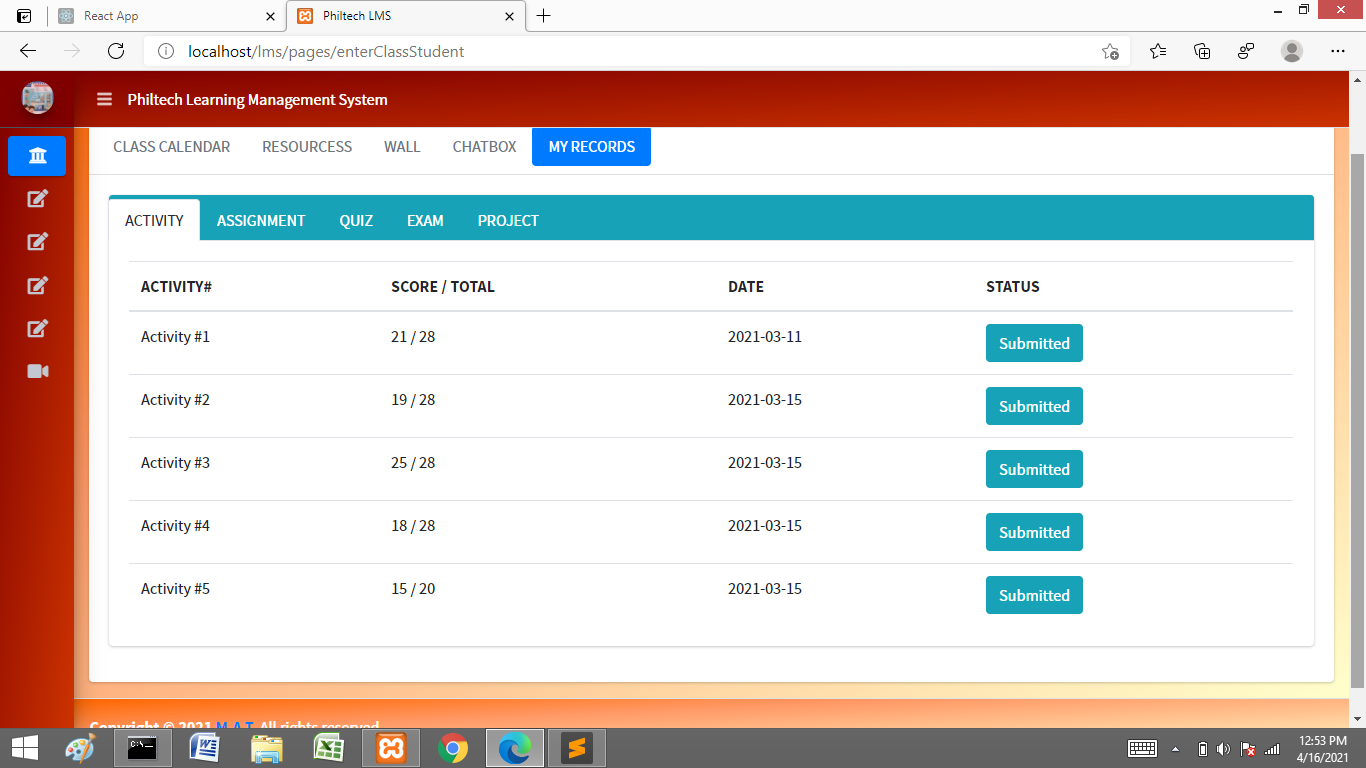 React App
Philtech LMS
localhost/lms/pages/enterClassStudent
Philtech Learning Management System
CLASS CALENDAR RESOURCESS WALL CHATBOX MY RECORDS
ACTIVITY ASSIGNMENT QUIZ EXAM PROJECT
ACTIVITY# SCORE / TOTAL DATE STATUS
Activity #1 21 / 28 2021-03-11 Submitted
Activity #2 19 / 28 2021-03-15 Submitted
Activity #3 25 / 28 2021-03-15 Submitted
Activity #4 18 / 28 2021-03-15 Submitted
Activity #5 15 / 20 2021-03-15 Submitted
Copyright © 2021 M.A.T. All rights reserved.
12:53 PM
4/16/2021